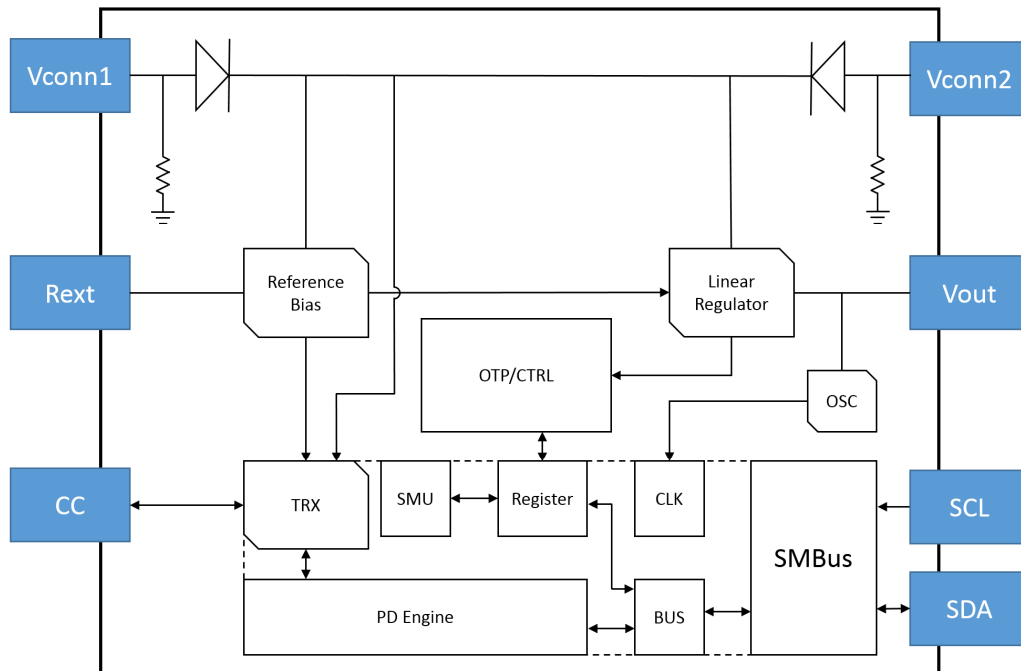 Vconn1
Vconn2
Rext
Reference
Bias
Linear
Regulator
Vout
OTP/CTRL
OSC
CC
TRX
SMU
Register
CLK
SMBus
SCL
PD Engine
BUS
SDA